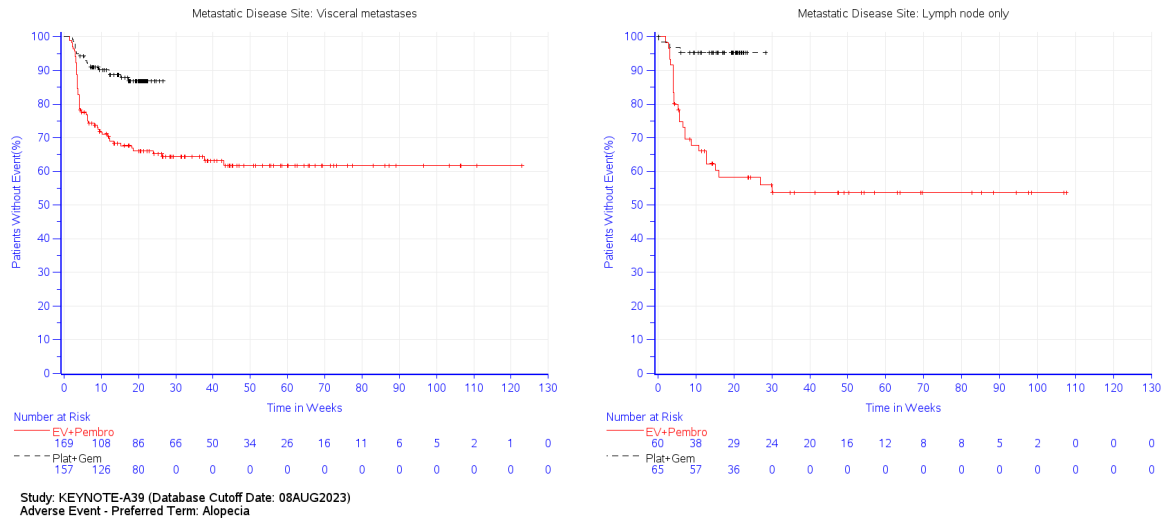 Metastatic Disease Site: Visceral metastases
Patients Without Event(%)
100
90
80
70
60
50
40
30
20
10
0
0 10 20 30 40 50 60 70 80 90 100 110 120 130
Time in Weeks
Number at Risk
EV+Pembro
169 108 86 66 50 34 26 16 11 6 5 2 1 0
Plat+Gem
157 126 80 0 0 0 0 0 0 0 0 0 0 0
Metastatic Disease Site: Lymph node only
Patients Without Event(%)
100
90
80
70
60
50
40
30
20
10
0
0 10 20 30 40 50 60 70 80 90 100 110 120 130
Time in Weeks
Number at Risk
EV+Pembro
60 38 29 24 20 16 12 8 8 5 2 0 0 0
Plat+Gem
65 57 36 0 0 0 0 0 0 0 0 0 0 0
Study: KEYNOTE-A39 (Database Cutoff Date: 08AUG2023)
Adverse Event - Preferred Term: Alopecia